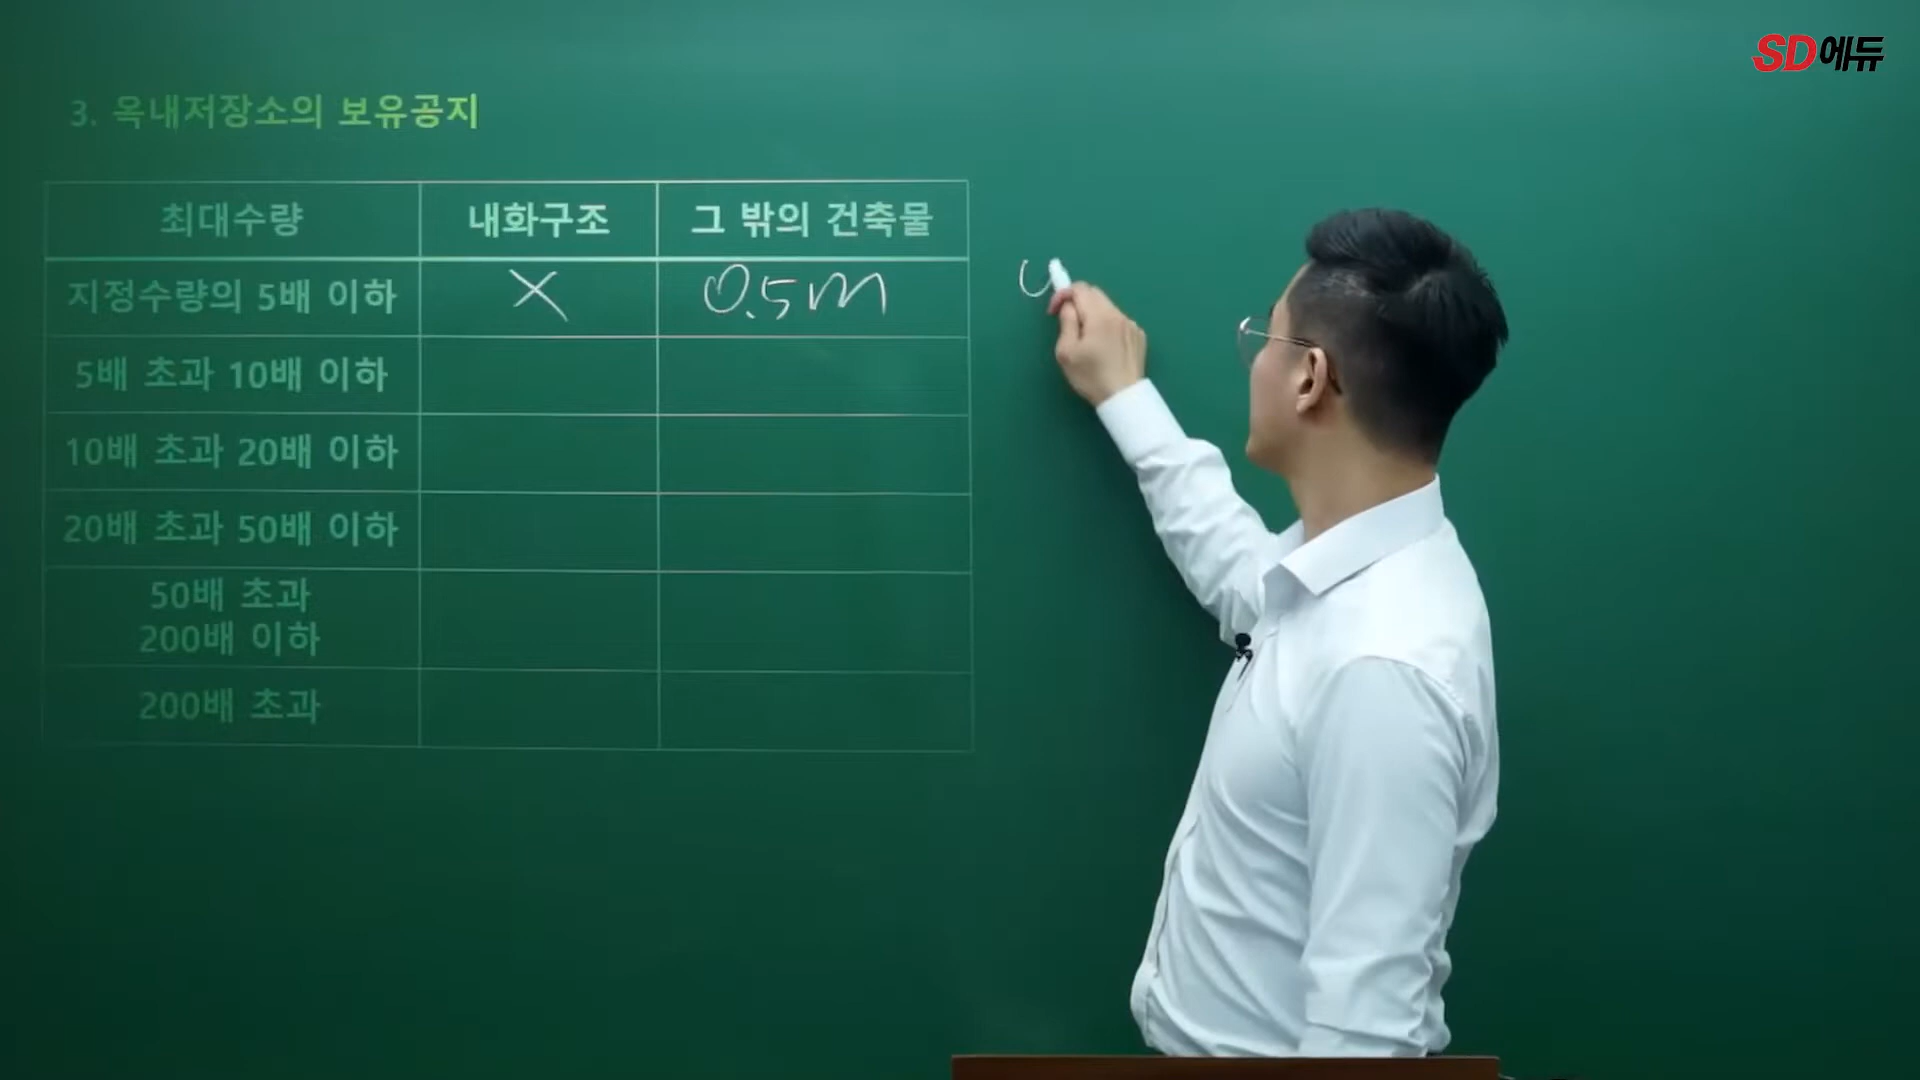 SD에듀
3. 옥내저장소의 보유공지
최대수량 내화구조 그 밖의 건축물
지정수량의 5배 이하 X 0.5m
5배 초과 10배 이하
10배 초과 20배 이하
20배 초과 50배 이하
50배 초과
200배 이하
200배 초과